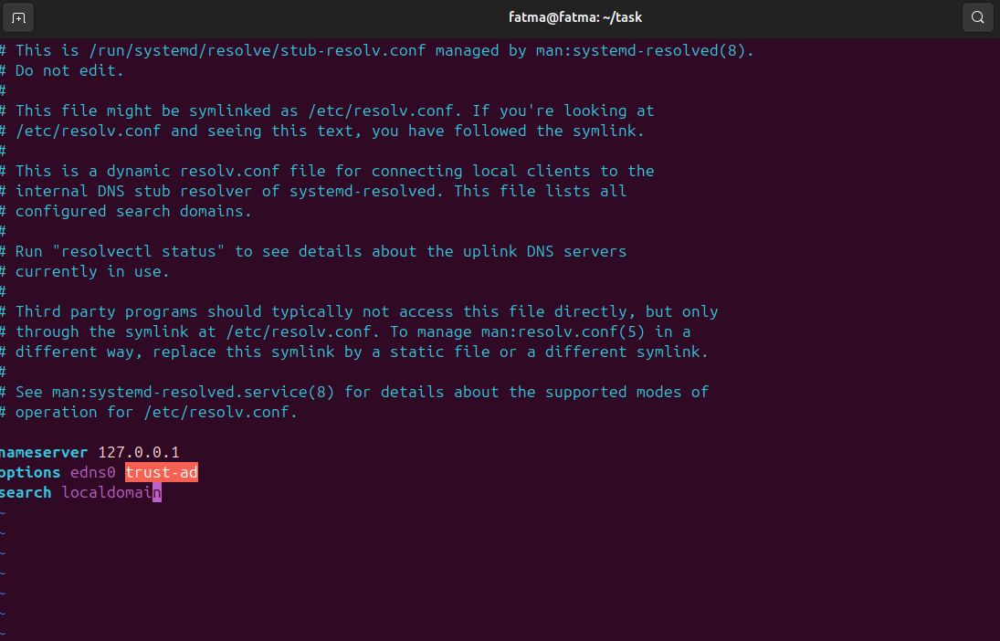 fatma@fatma: ~/task
# This is /run/systemd/resolve/stub-resolv.conf managed by man:systemd-resolved(8).
# Do not edit.
#
# This file might be symlinked as /etc/resolv.conf. If you're looking at
# /etc/resolv.conf and seeing this text, you have followed the symlink.
#
# This is a dynamic resolv.conf file for connecting local clients to the
# internal DNS stub resolver of systemd-resolved. This file lists all
# configured search domains.
#
# Run "resolvectl status" to see details about the uplink DNS servers
# currently in use.
#
# Third party programs should typically not access this file directly, but only
# through the symlink at /etc/resolv.conf. To manage man:resolv.conf(5) in a
# different way, replace this symlink by a static file or a different symlink.
#
# See man:systemd-resolved.service(8) for details about the supported modes of
# operation for /etc/resolv.conf.
nameserver 127.0.0.1
options edns0 trust-ad
search localdomain
~
~
~
~
~
~
~